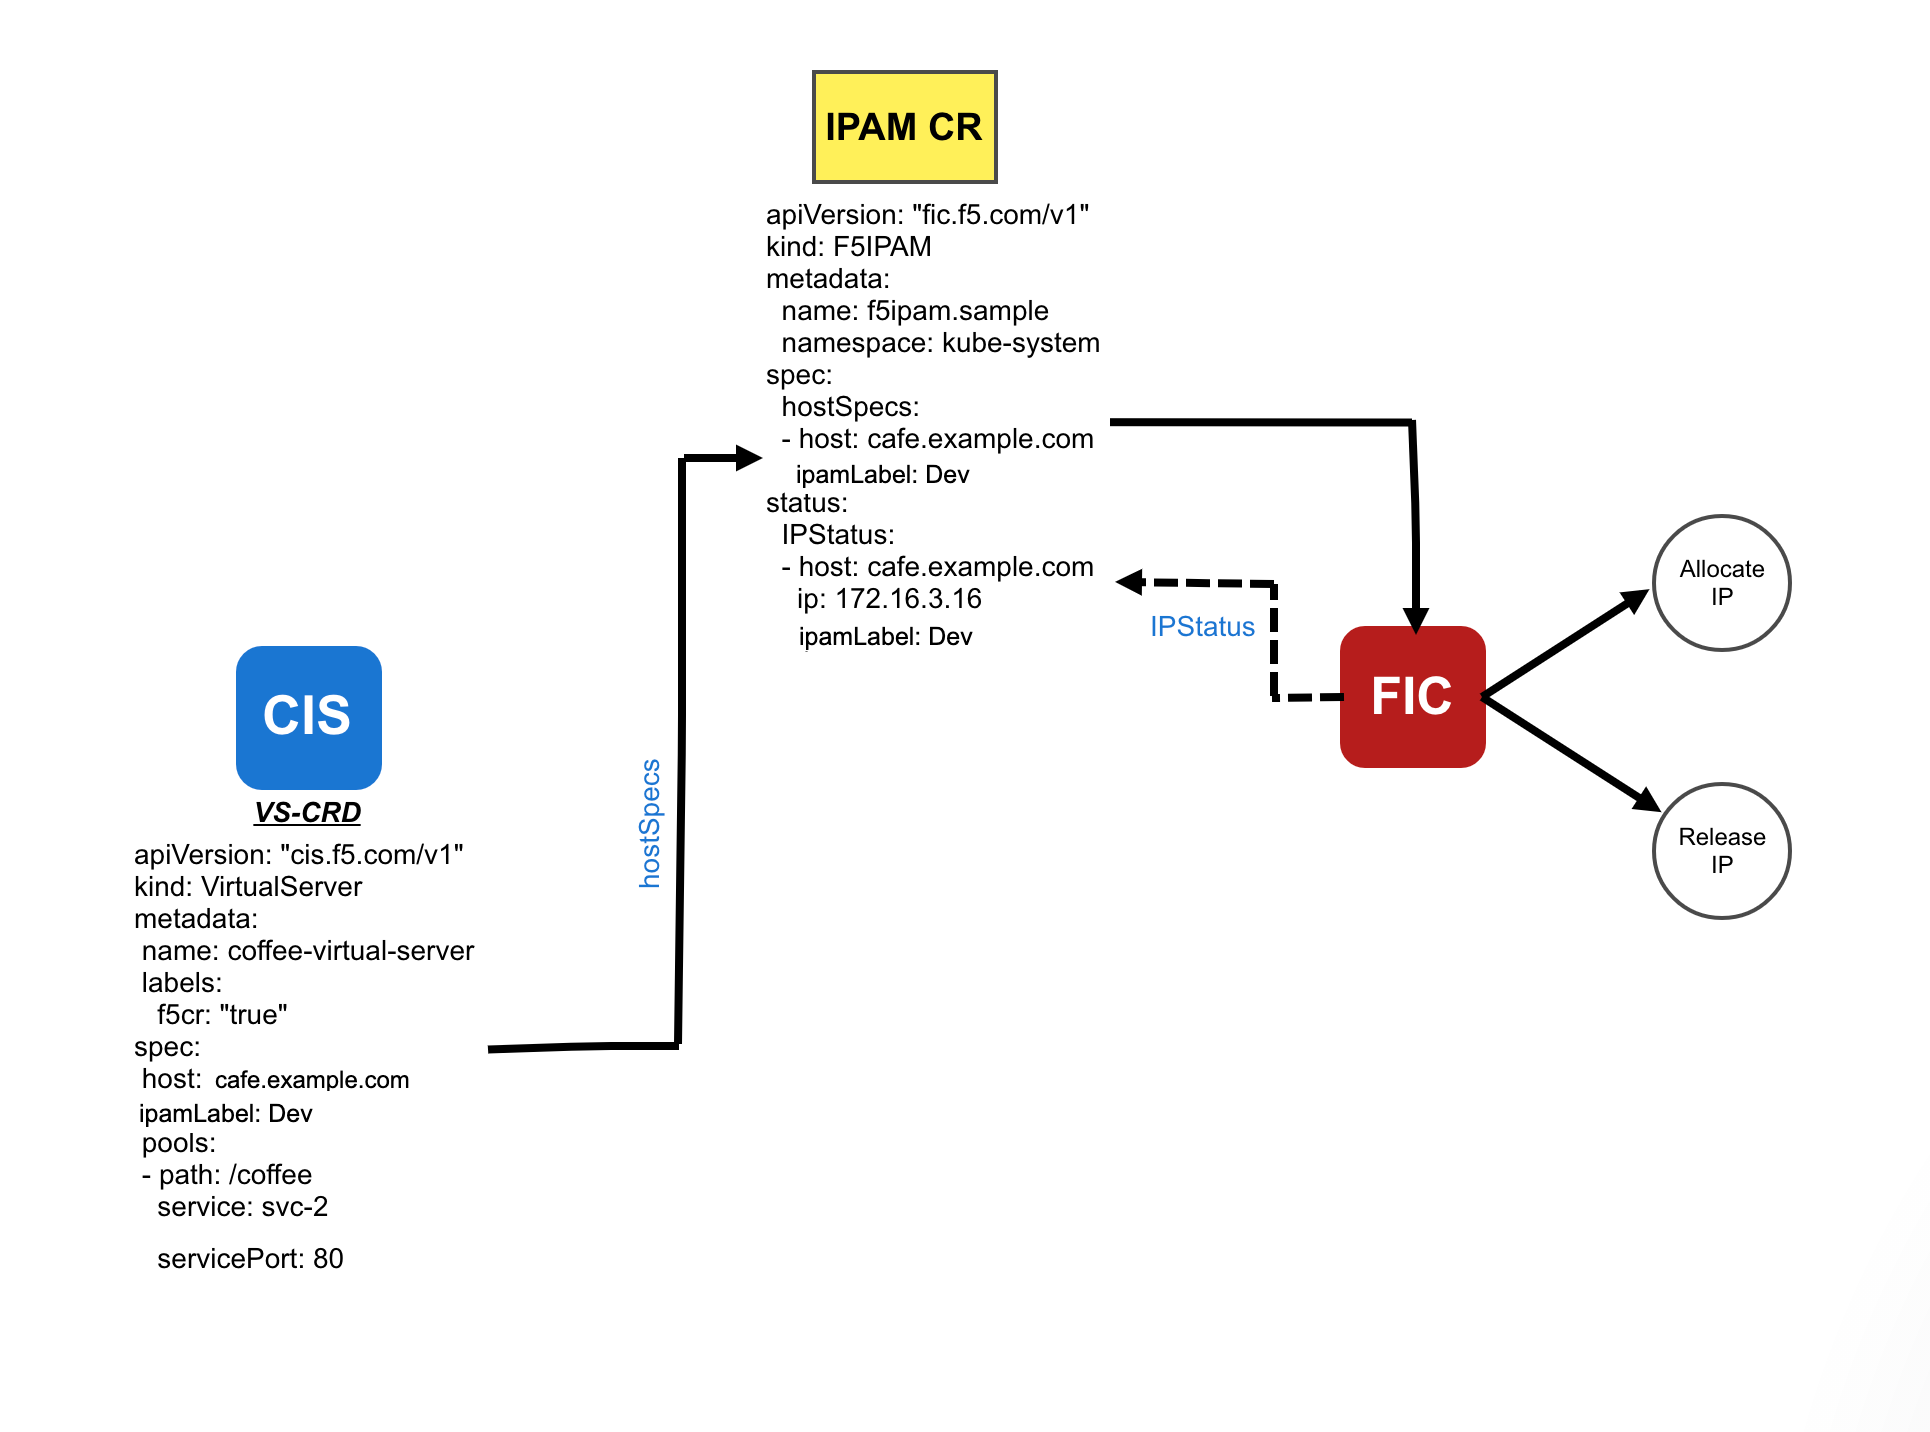 IPAM CR
apiVersion: "fic.f5.com/v1"
kind: F5IPAM
metadata:
  name: f5ipam.sample
  namespace: kube-system
spec:
  hostSpecs:
  - host: cafe.example.com
    ipamLabel: Dev
status:
  IPStatus:
  - host: cafe.example.com
    ip: 172.16.3.16
    ipamLabel: Dev
IPStatus
FIC
Allocate
IP
Release
IP
hostSpecs
CIS
VS-CRD
apiVersion: "cis.f5.com/v1"
kind: VirtualServer
metadata:
 name: coffee-virtual-server
 labels:
   f5cr: "true"
spec:
 host: cafe.example.com
 ipamLabel: Dev
 pools:
 - path: /coffee
   service: svc-2
   servicePort: 80